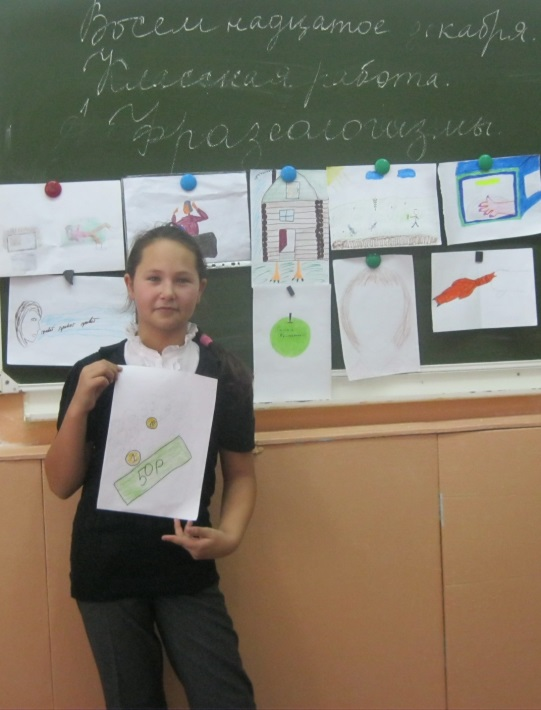 Восемнадцатое декабря.
Классная работа.
Фразеологизмы.
50р